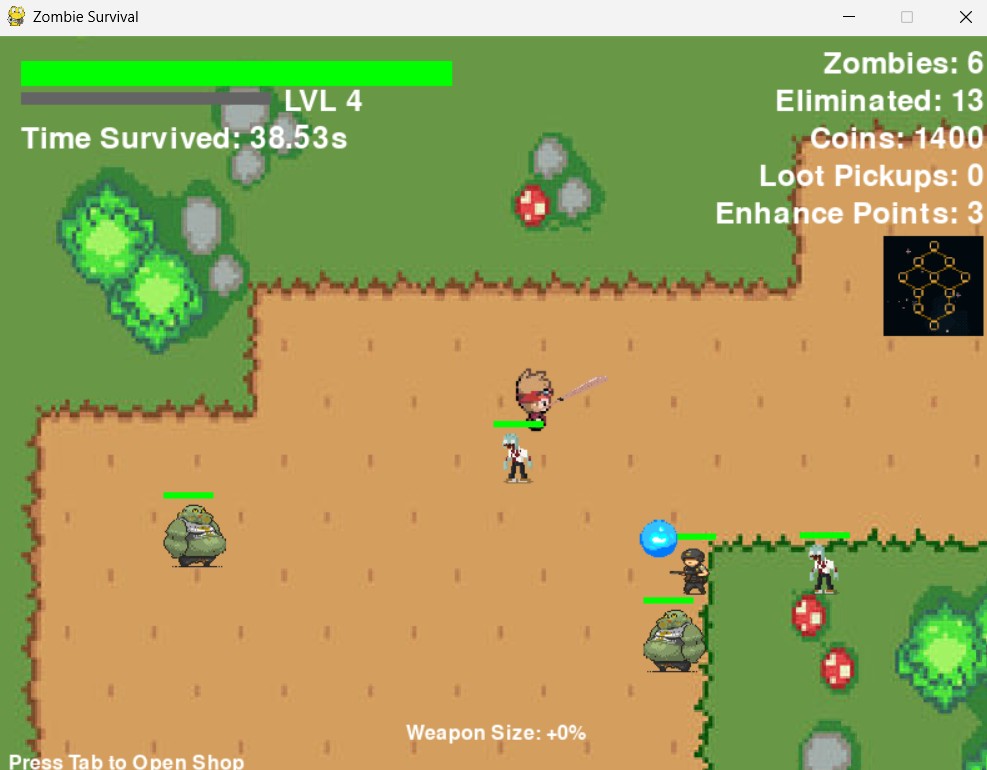 Zombie Survival
LVL 4
Time Survived: 38.53s
Zombies: 6
Eliminated: 13
Coins: 1400
Loot Pickups: 0
Enhance Points: 3
Weapon Size: +0%
Press Tab to Open Shop